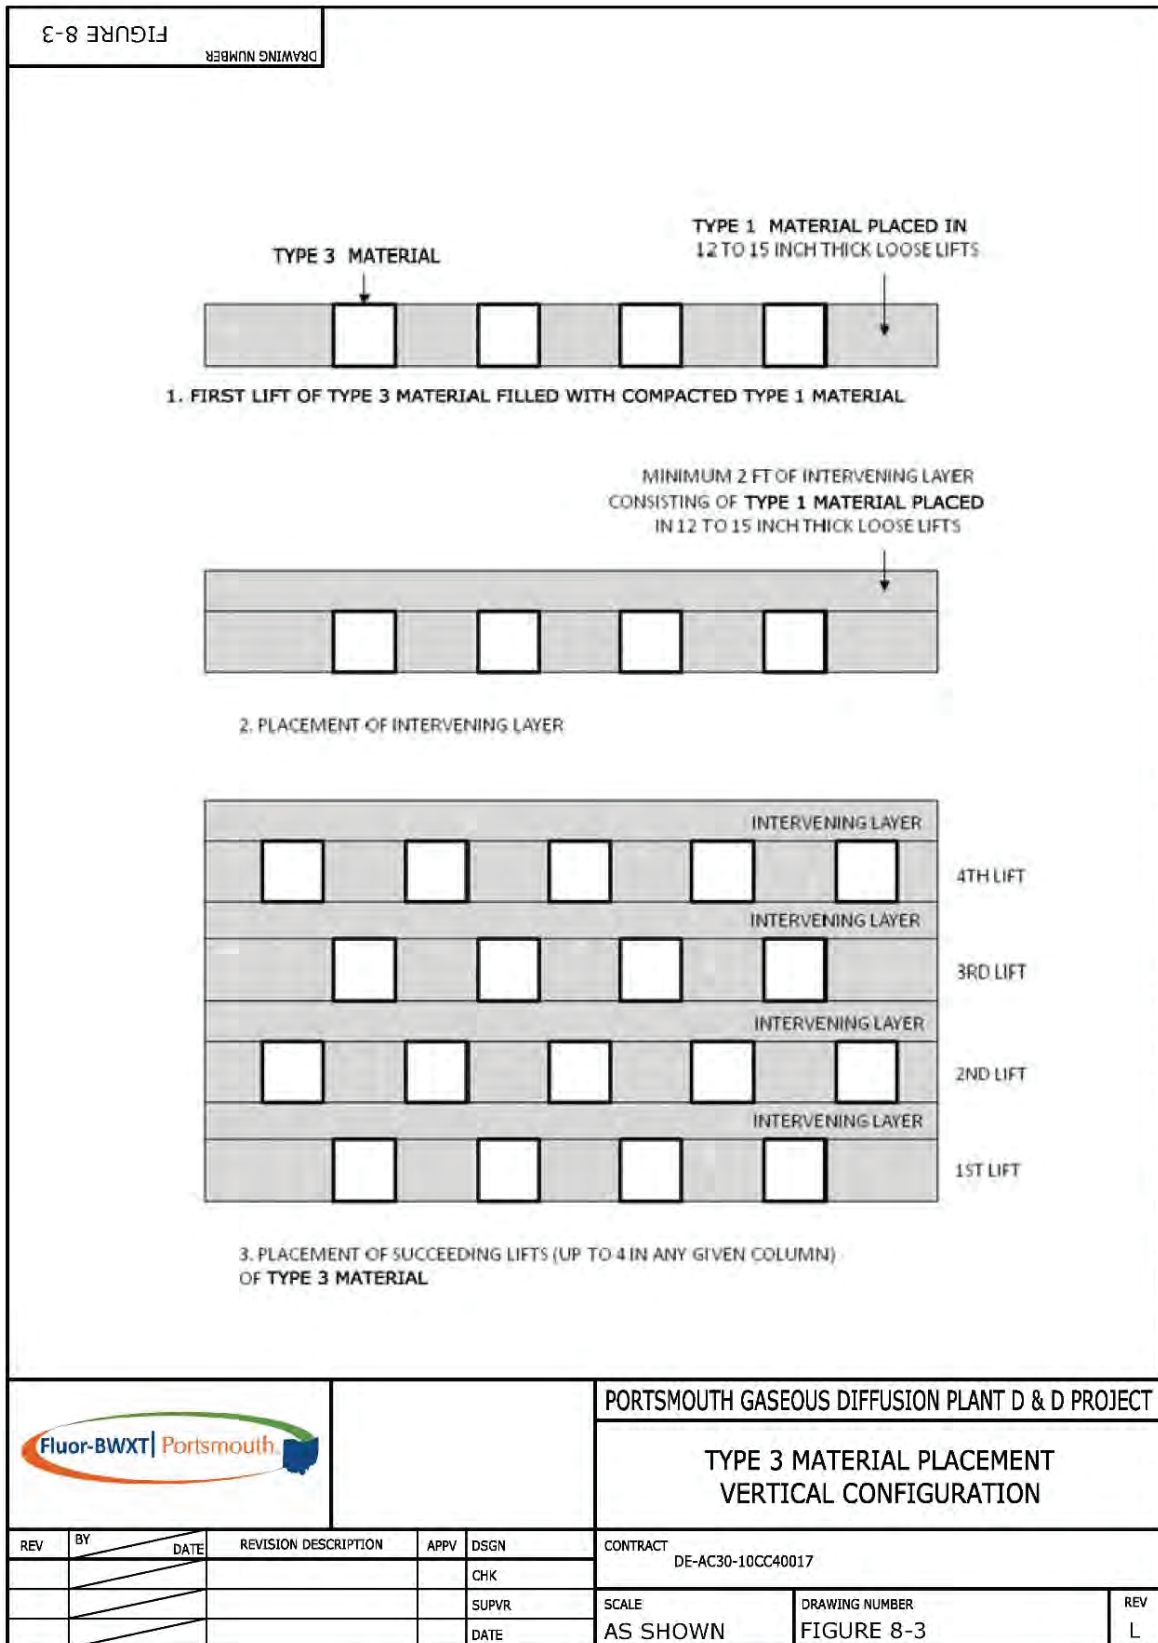 FIGURE 8-3
DRAWING NUMBER
TYPE 3 MATERIAL
TYPE 1 MATERIAL PLACED IN
12 TO 15 INCH THICK LOOSE LIFTS
1. FIRST LIFT OF TYPE 3 MATERIAL FILLED WITH COMPACTED TYPE 1 MATERIAL
MINIMUM 2 FT OF INTERVENING LAYER
CONSISTING OF TYPE 1 MATERIAL PLACED
IN 12 TO 15 INCH THICK LOOSE LIFTS
2. PLACEMENT OF INTERVENING LAYER
INTERVENING LAYER
4TH LIFT
INTERVENING LAYER
3RD LIFT
INTERVENING LAYER
2ND LIFT
INTERVENING LAYER
1ST LIFT
3. PLACEMENT OF SUCCEEDING LIFTS (UP TO 4 IN ANY GIVEN COLUMN)
OF TYPE 3 MATERIAL
Fluor-BWXT| Portsmouth
PORTSMOUTH GASEOUS DIFFUSION PLANT D & D PROJECT
TYPE 3 MATERIAL PLACEMENT
VERTICAL CONFIGURATION
REV BY DATE REVISION DESCRIPTION APPV DSGN
CHK
SUPVR
DATE
CONTRACT
DE-AC30-10CC40017
SCALE
AS SHOWN
DRAWING NUMBER
FIGURE 8-3
REV
L